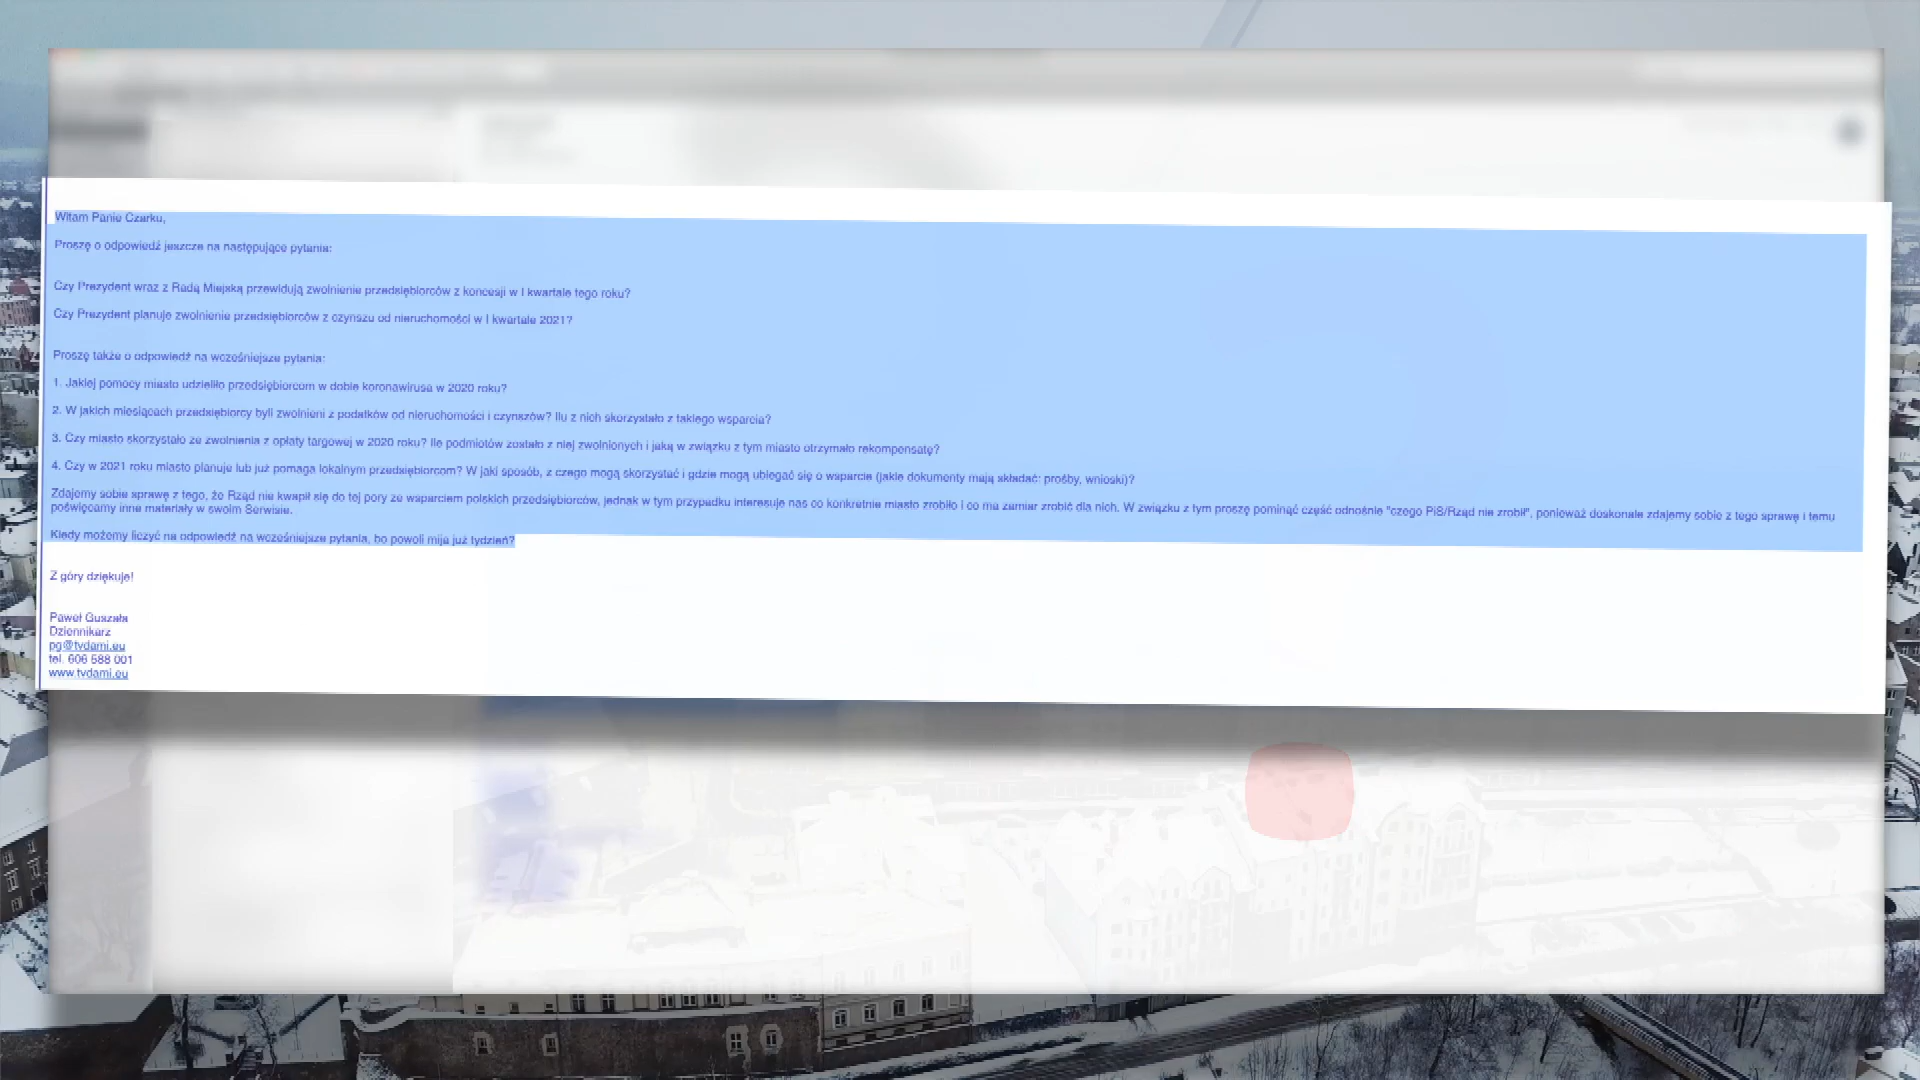 Witam Panie Czarku,
Proszę o odpowiedź jeszcze na następujące pytania:
Czy Prezydent wraz z Radą Miejską przewidują zwolnienie przedsiębiorców z koncesji w I kwartale tego roku?
Czy Prezydent planuje zwolnienie przedsiębiorców z czynszu od nieruchomości w I kwartale 2021?
Proszę także o odpowiedź na wcześniejsze pytania:
1. Jakiej pomocy miasto udzieliło przedsiębiorcom w dobie koronawirusa w 2020 roku?
2. W jakich miesiącach przedsiębiorcy byli zwolnieni z podatków od nieruchomości i czynszów? Ilu z nich skorzystało z takiego wsparcia?
3. Czy miasto skorzystało ze zwolnienia z opłaty targowej w 2020 roku? Ile podmiotów zostało z niej zwolnionych i jaką w związku z tym miasto otrzymało rekompensatę?
4. Czy w 2021 roku miasto planuje lub już pomaga lokalnym przedsiębiorcom? W jaki sposób, z czego mogą skorzystać i gdzie mogą ubiegać się o wsparcie (jakie dokumenty mają składać: prośby, wnioski)?
Zdajemy sobie sprawę z tego, że Rząd nie kwapił się do tej pory ze wsparciem polskich przedsiębiorców, jednak w tym przypadku interesuje nas co konkretnie miasto zrobiło i co ma zamiar zrobić dla nich. W związku z tym proszę pominąć część odnośnie "czego PiS/Rząd nie zrobił", ponieważ doskonale zdajemy sobie z tego sprawę i temu
poświęcamy inne materiały w swoim Serwisie.
Kiedy możemy liczyć na odpowiedź na wcześniejsze pytania, bo powoli mija już tydzień?
Z góry dziękuję!
Paweł Guszała
Dziennikarz
pg@tvdami.eu
tel. 606 588 001
www.tvdami.eu